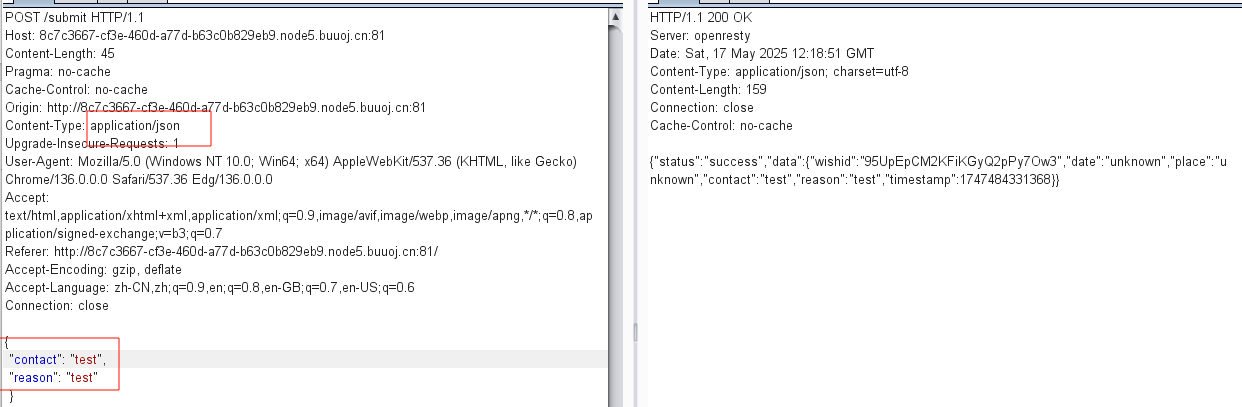 POST /submit HTTP/1.1
Host: 8c7c3667-cf3e-460d-a77d-b63c0b829eb9.node5.buuoj.cn:81
Content-Length: 45
Pragma: no-cache
Cache-Control: no-cache
Origin: http://8c7c3667-cf3e-460d-a77d-b63c0b829eb9.node5.buuoj.cn:81
Content-Type: application/json
Upgrade-Insecure-Requests: 1
User-Agent: Mozilla/5.0 (Windows NT 10.0; Win64; x64) AppleWebKit/537.36 (KHTML, like Gecko)
Chrome/136.0.0.0 Safari/537.36 Edg/136.0.0.0
Accept:
text/html,application/xhtml+xml,application/xml;q=0.9,image/avif,image/webp,image/apng,*/*;q=0.8,ap
plication/signed-exchange;v=b3;q=0.7
Referer: http://8c7c3667-cf3e-460d-a77d-b63c0b829eb9.node5.buuoj.cn:81/
Accept-Encoding: gzip, deflate
Accept-Language: zh-CN,zh;q=0.9,en;q=0.8,en-GB;q=0.7,en-US;q=0.6
Connection: close
{
"contact": "test",
"reason": "test"
}
HTTP/1.1 200 OK
Server: openresty
Date: Sat, 17 May 2025 12:18:51 GMT
Content-Type: application/json; charset=utf-8
Content-Length: 159
Connection: close
Cache-Control: no-cache
{"status":"success","data":{"wishid":"95UpEpCM2KFiKGyQ2pPy7Ow3","date":"unknown","place":"u
nknown","contact":"test","reason":"test","timestamp":1747484331368}}